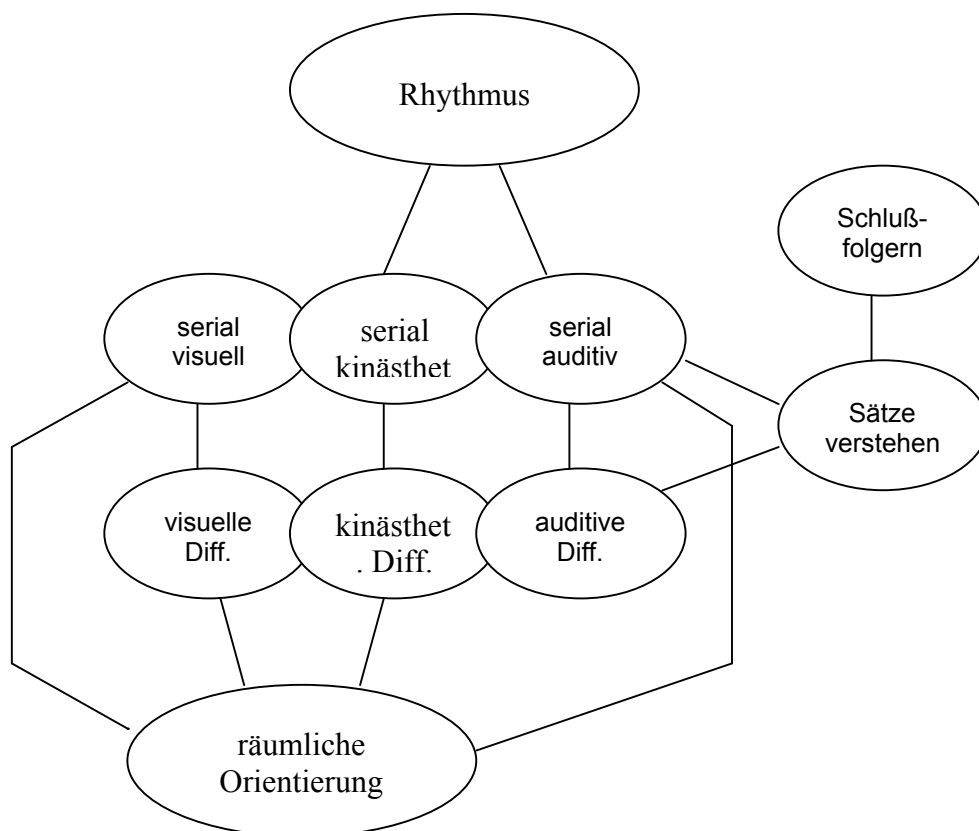 Rhythmus
Schluß-
folgern
serial
visuell
serial
kinästhet
serial
auditiv
Sätze
verstehen
visuelle
Diff.
kinästhet
. Diff.
auditive
Diff.
räumliche
Orientierung